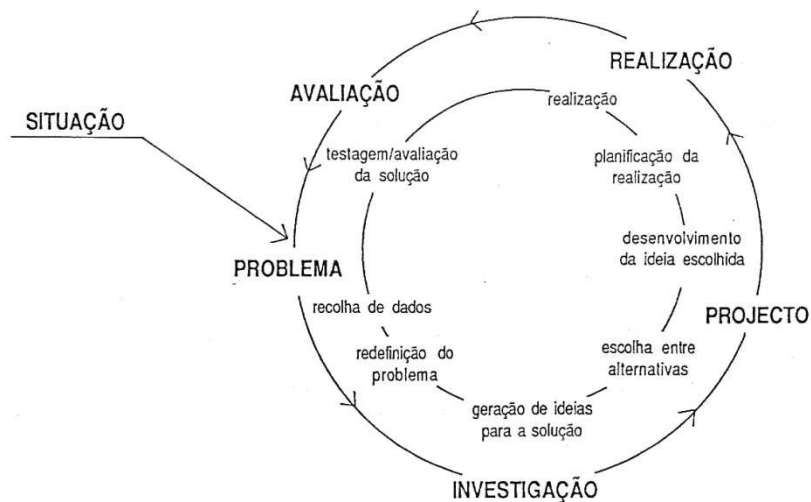 REALIZAÇÃO
AVALIAÇÃO
realização
SITUAÇÃO
testagem/avaliação
da solução
planificação da
realização
desenvolvimento
da ideia escolhida
PROBLEMA
recolha de dados
PROJECTO
redefinição do
problema
escolha entre
alternativas
geração de ideias
para a solução
INVESTIGAÇÃO